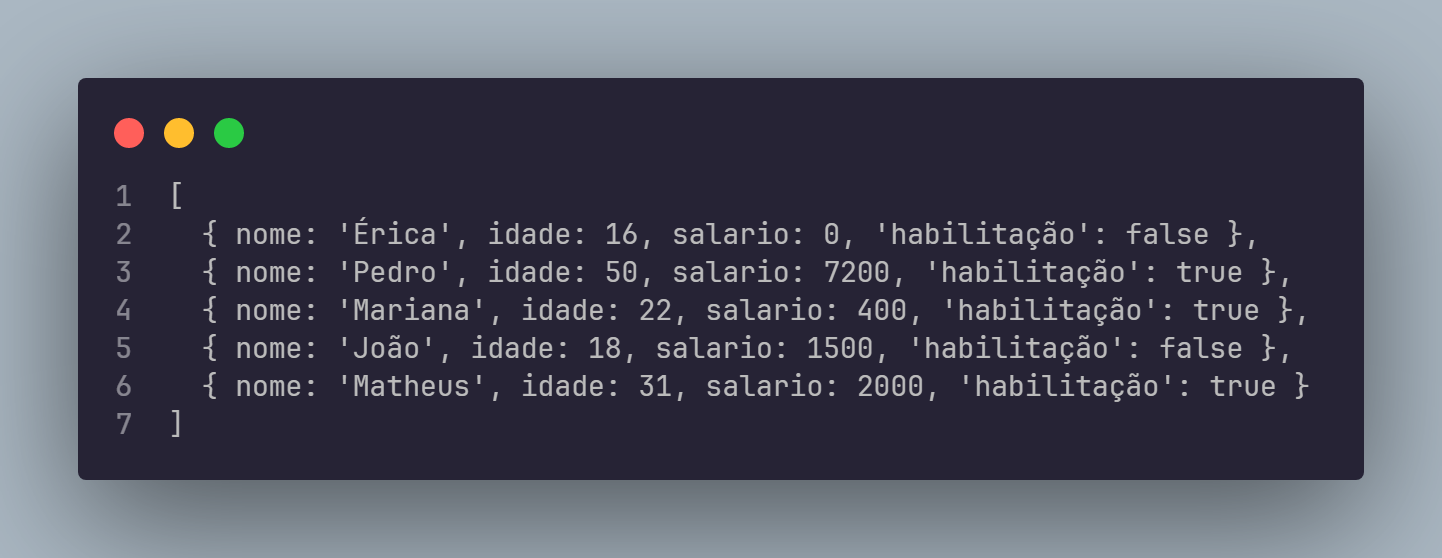 1 [
2   { nome: 'Érica', idade: 16, salario: 0, 'habilitação': false },
3   { nome: 'Pedro', idade: 50, salario: 7200, 'habilitação': true },
4   { nome: 'Mariana', idade: 22, salario: 400, 'habilitação': true },
5   { nome: 'João', idade: 18, salario: 1500, 'habilitação': false },
6   { nome: 'Matheus', idade: 31, salario: 2000, 'habilitação': true }
7 ]